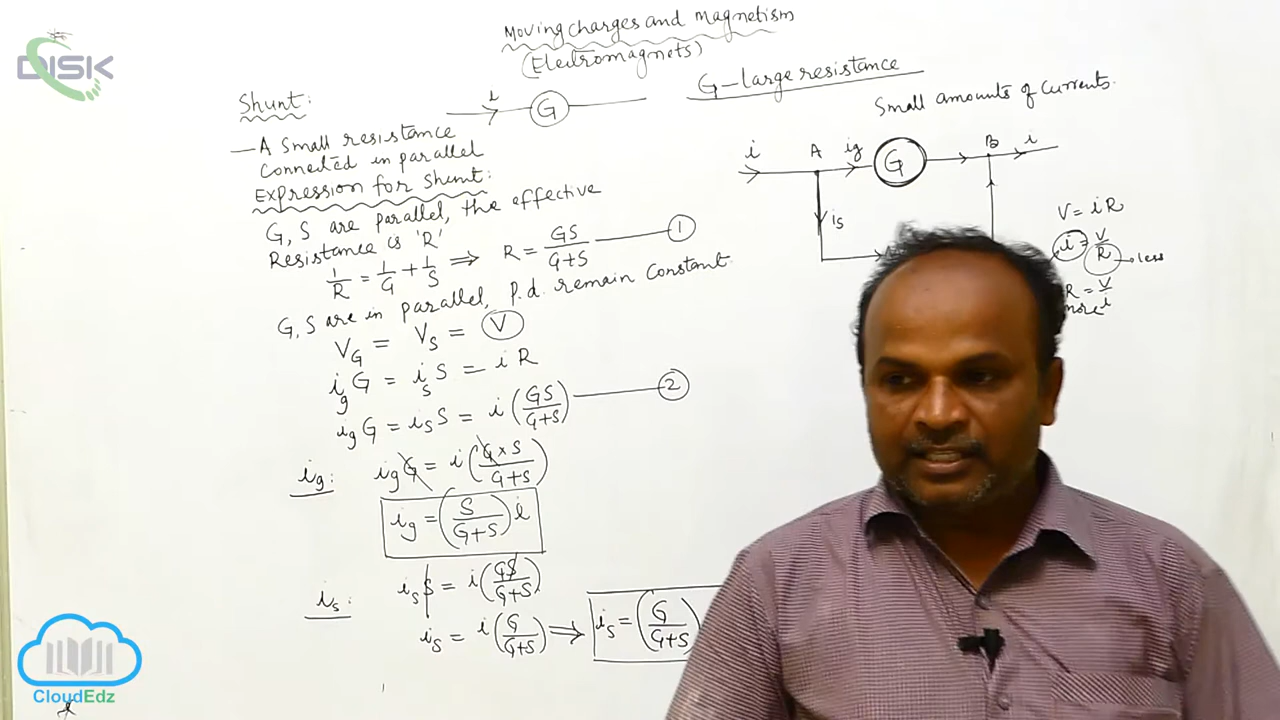 DISK
Moving charges and magnetism
(Electromagnets)
Shunt:
i
G
G-large resistance
Small amounts of currents.
— A Small resistance
Connected in parallel
Expression for Shunt:
G, S are parallel, the effective
Resistance is 'R'
1/R = 1/G + 1/S ⇒ R = GS/G+S — 1
G, S are in parallel, p.d. remain Constant
V_G = V_S = V
i_g G = i_s S = i R
i_g G = i_s S = i (GS/G+S) — 2
i_g: i_g G = i (G×S/G+S)
i_g = (S/G+S) i
i_s: i_s S = i (GS/G+S)
i_s = i (G/G+S) ⇒ i_s = (G/G+S)
i A i_g G B i
i_s
V = i R
i = V/R → less
R = V/i
more
CloudEdz